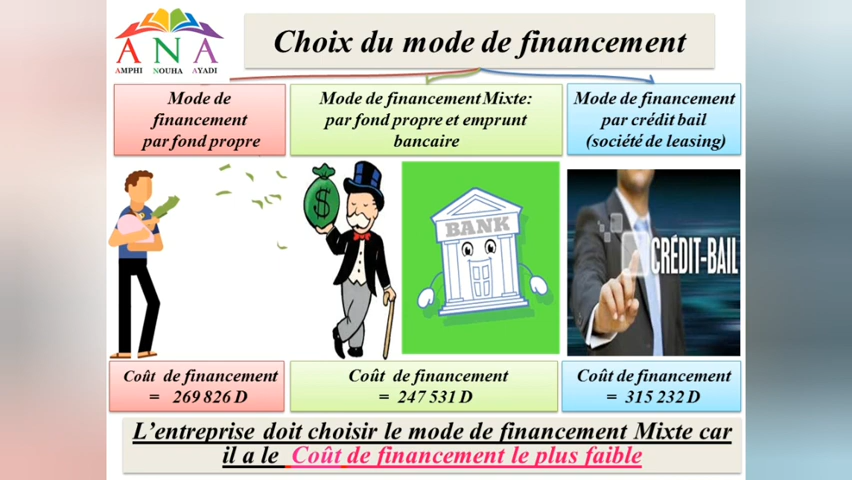 ANA
AMPHI NOUHA AYADI
Choix du mode de financement
Mode de
financement
par fond propre
Mode de financement Mixte:
par fond propre et emprunt
bancaire
Mode de financement
par crédit bail
(société de leasing)
$
BANK
CRÉDIT-BAIL
Coût de financement
= 269 826 D
Coût de financement
= 247 531 D
Coût de financement
= 315 232 D
L'entreprise doit choisir le mode de financement Mixte car
il a le Coût de financement le plus faible